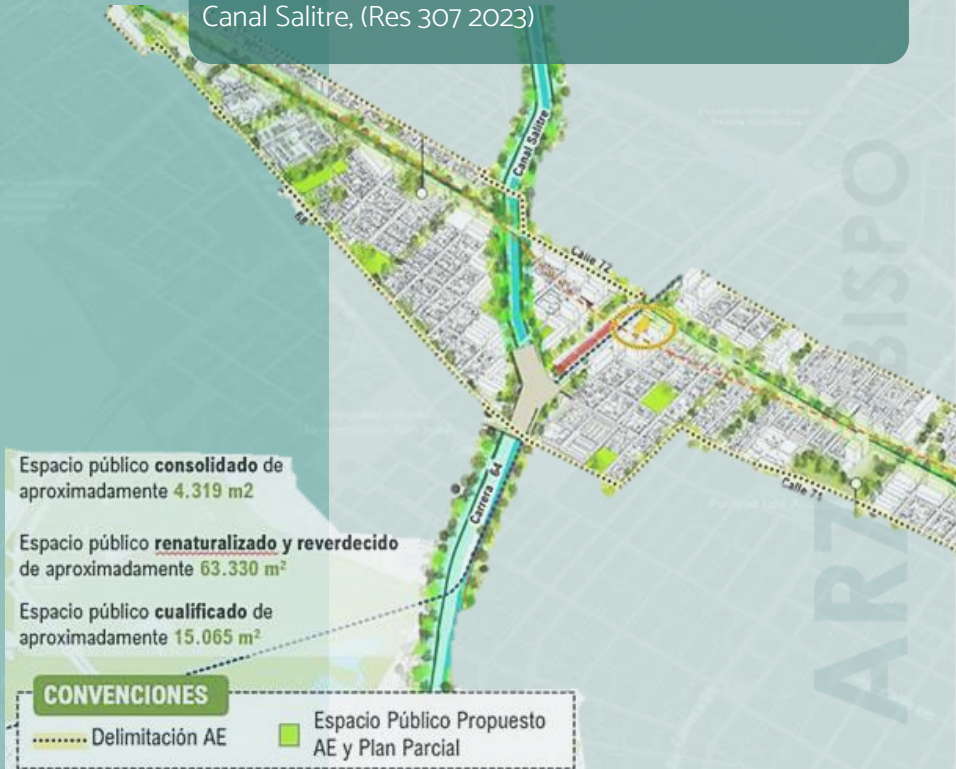 Canal Salitre, (Res 307 2023)
Canal Salitre
Calle 72
68
Carrera 64
Calle 71
ARZOBISPO
Espacio público consolidado de
aproximadamente 4.319 m2
Espacio público renaturalizado y reverdecido
de aproximadamente 63.330 m²
Espacio público cualificado de
aproximadamente 15.065 m²
CONVENCIONES
Delimitación AE
Espacio Público Propuesto
AE y Plan Parcial